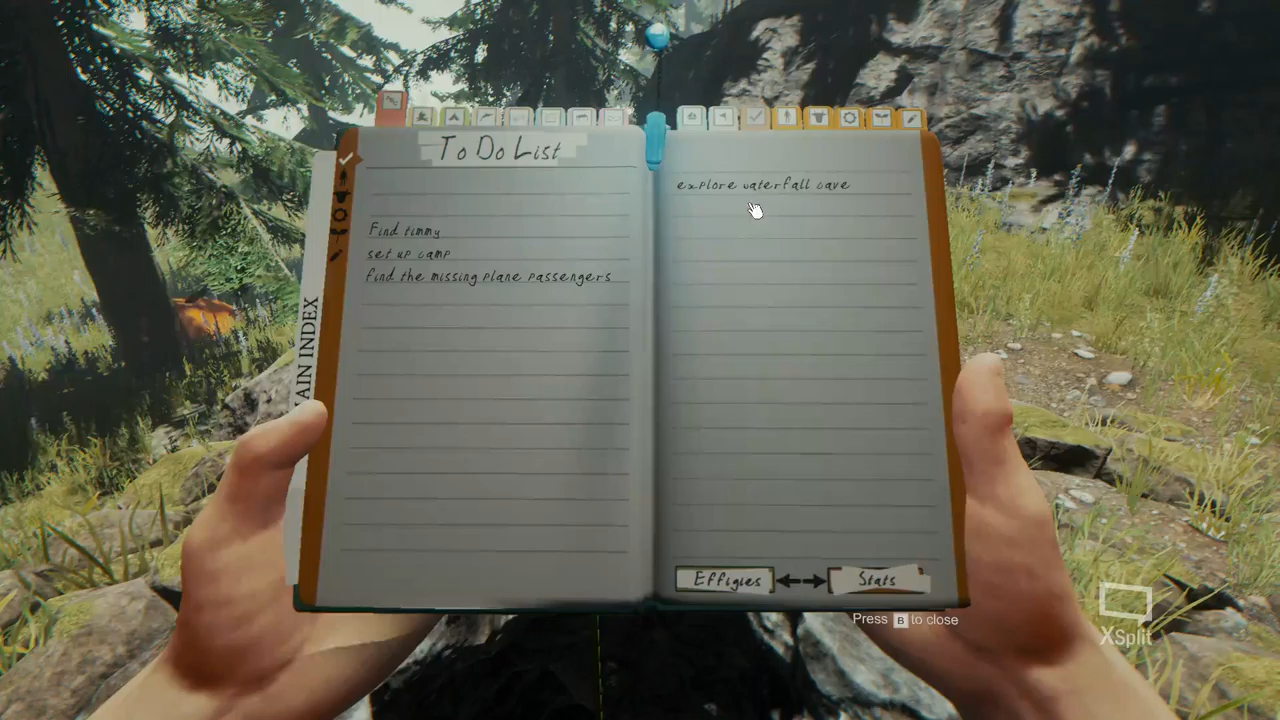 To Do List
Find timmy
set up camp
find the missing plane passengers
explore waterfall cave
AIN INDEX
Effigies
Stats
Press B to close
XSplit